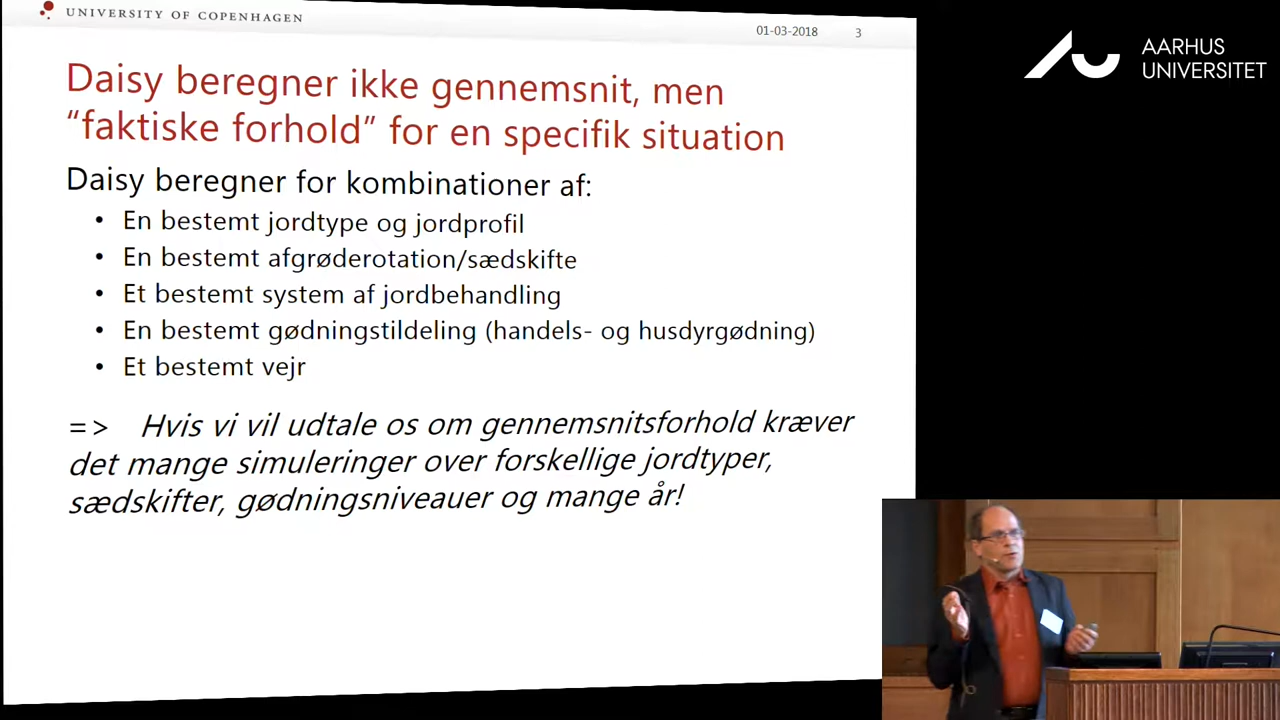 UNIVERSITY OF COPENHAGEN
01-03-2018 3
AARHUS
UNIVERSITET
Daisy beregner ikke gennemsnit, men
“faktiske forhold” for en specifik situation
Daisy beregner for kombinationer af:
• En bestemt jordtype og jordprofil
• En bestemt afgrøderotation/sædskifte
• Et bestemt system af jordbehandling
• En bestemt gødningstildeling (handels- og husdyrgødning)
• Et bestemt vejr
=> Hvis vi vil udtale os om gennemsnitsforhold kræver
det mange simuleringer over forskellige jordtyper,
sædskifter, gødningsniveauer og mange år!